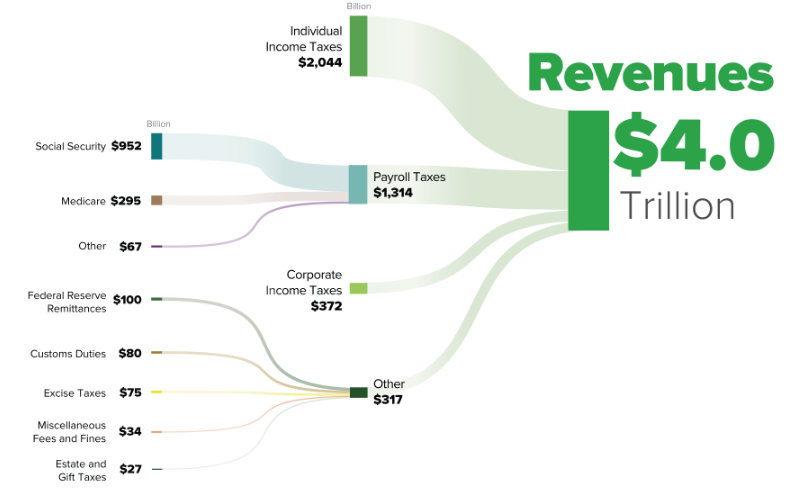 Billion
Individual
Income Taxes
$2,044
Revenues
$4.0
Trillion
Billion
Social Security $952
Payroll Taxes
$1,314
Medicare $295
Other $67
Corporate
Income Taxes
$372
Federal Reserve
Remittances
$100
Customs Duties $80
Other
$317
Excise Taxes $75
Miscellaneous
Fees and Fines
$34
Estate and
Gift Taxes
$27